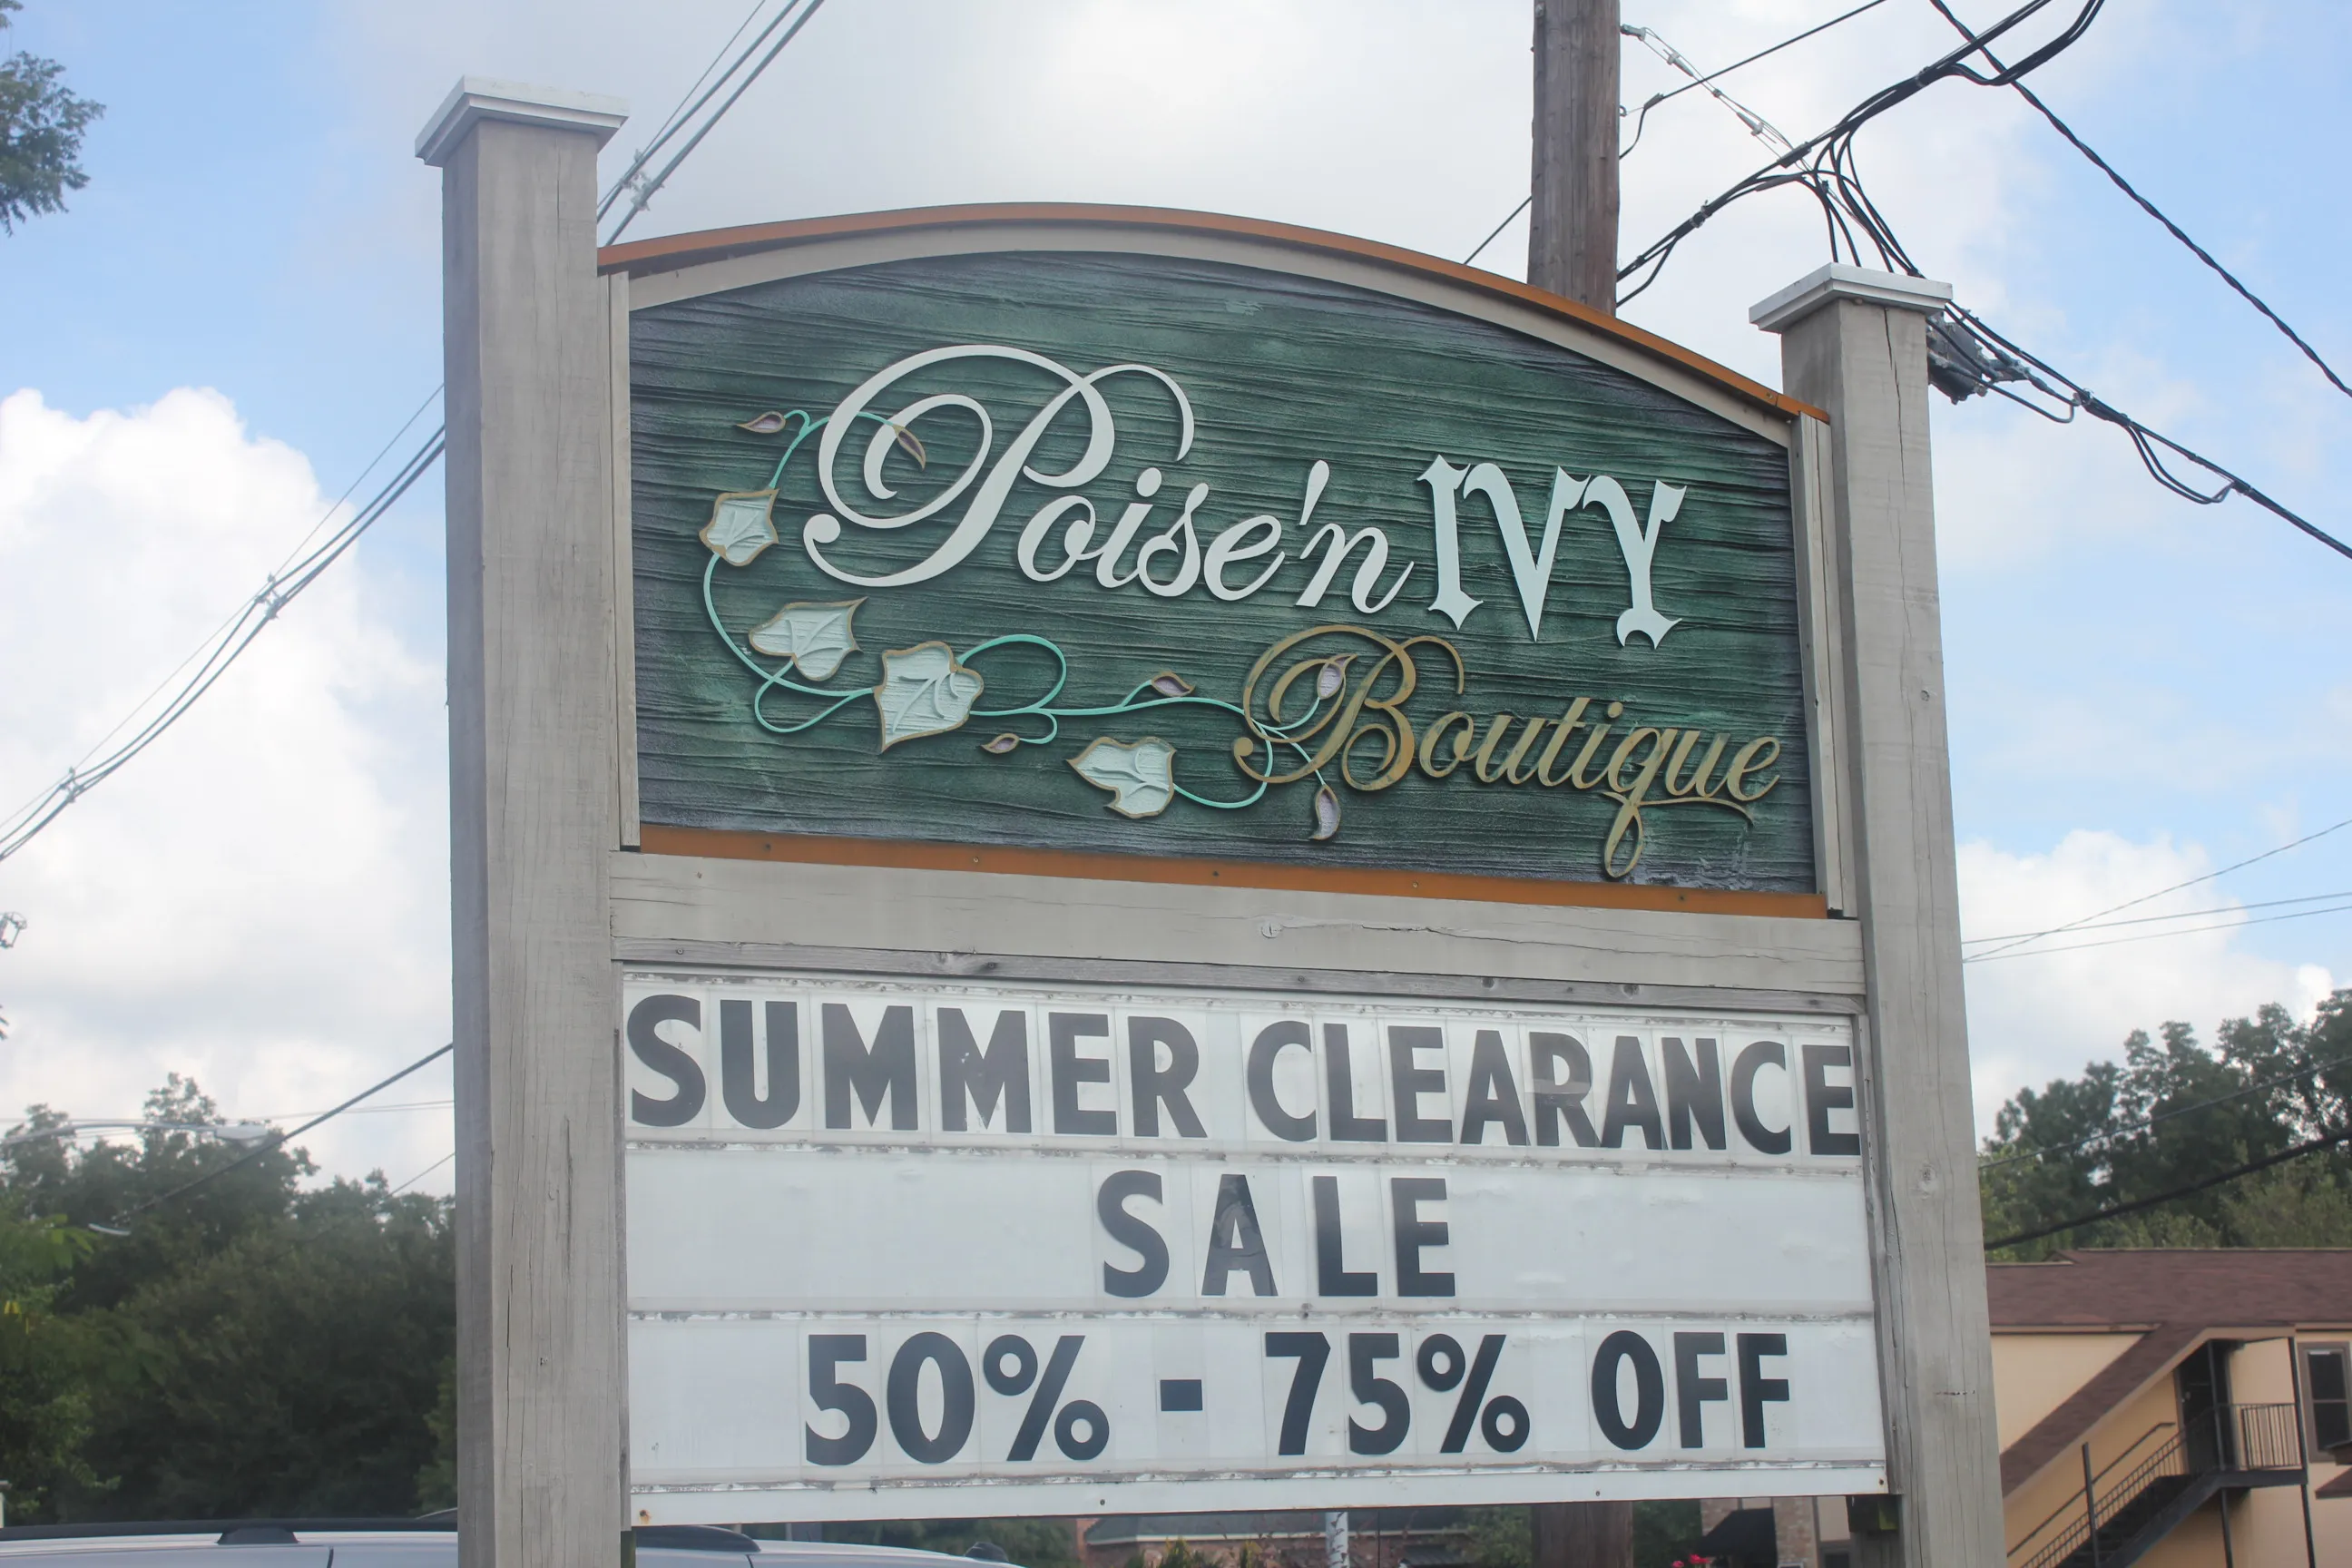 Poise'n IVY
Boutique
SUMMER CLEARANCE
SALE
50% - 75% OFF